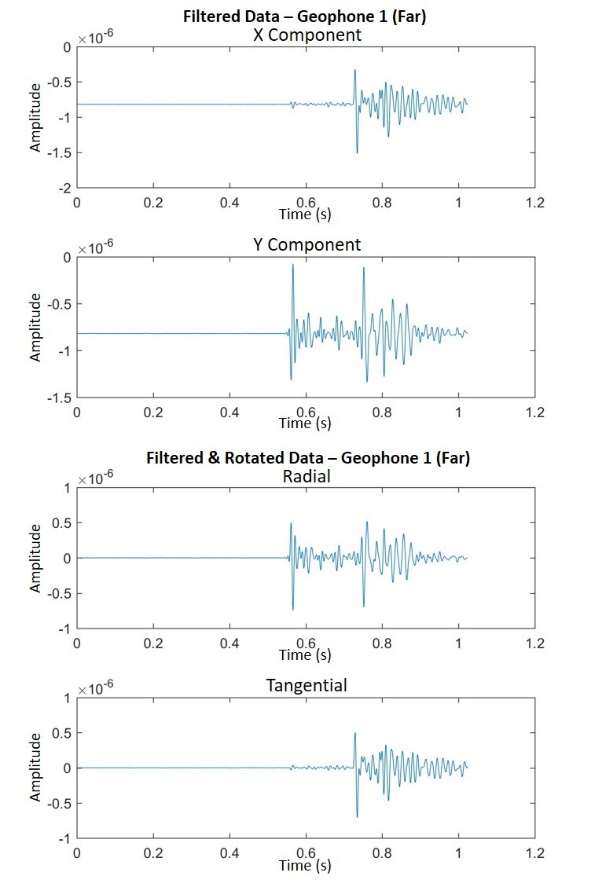 Filtered Data – Geophone 1 (Far)
X Component
×10-6
0
-0.5
-1
-1.5
-2
Amplitude
0 0.2 0.4 0.6 0.8 1 1.2
Time (s)
Y Component
×10-6
0
-0.5
-1
-1.5
Amplitude
0 0.2 0.4 0.6 0.8 1 1.2
Time (s)
Filtered & Rotated Data – Geophone 1 (Far)
Radial
×10-6
1
0.5
0
-0.5
-1
Amplitude
0 0.2 0.4 0.6 0.8 1 1.2
Time (s)
Tangential
×10-6
1
0.5
0
-0.5
-1
Amplitude
0 0.2 0.4 0.6 0.8 1 1.2
Time (s)